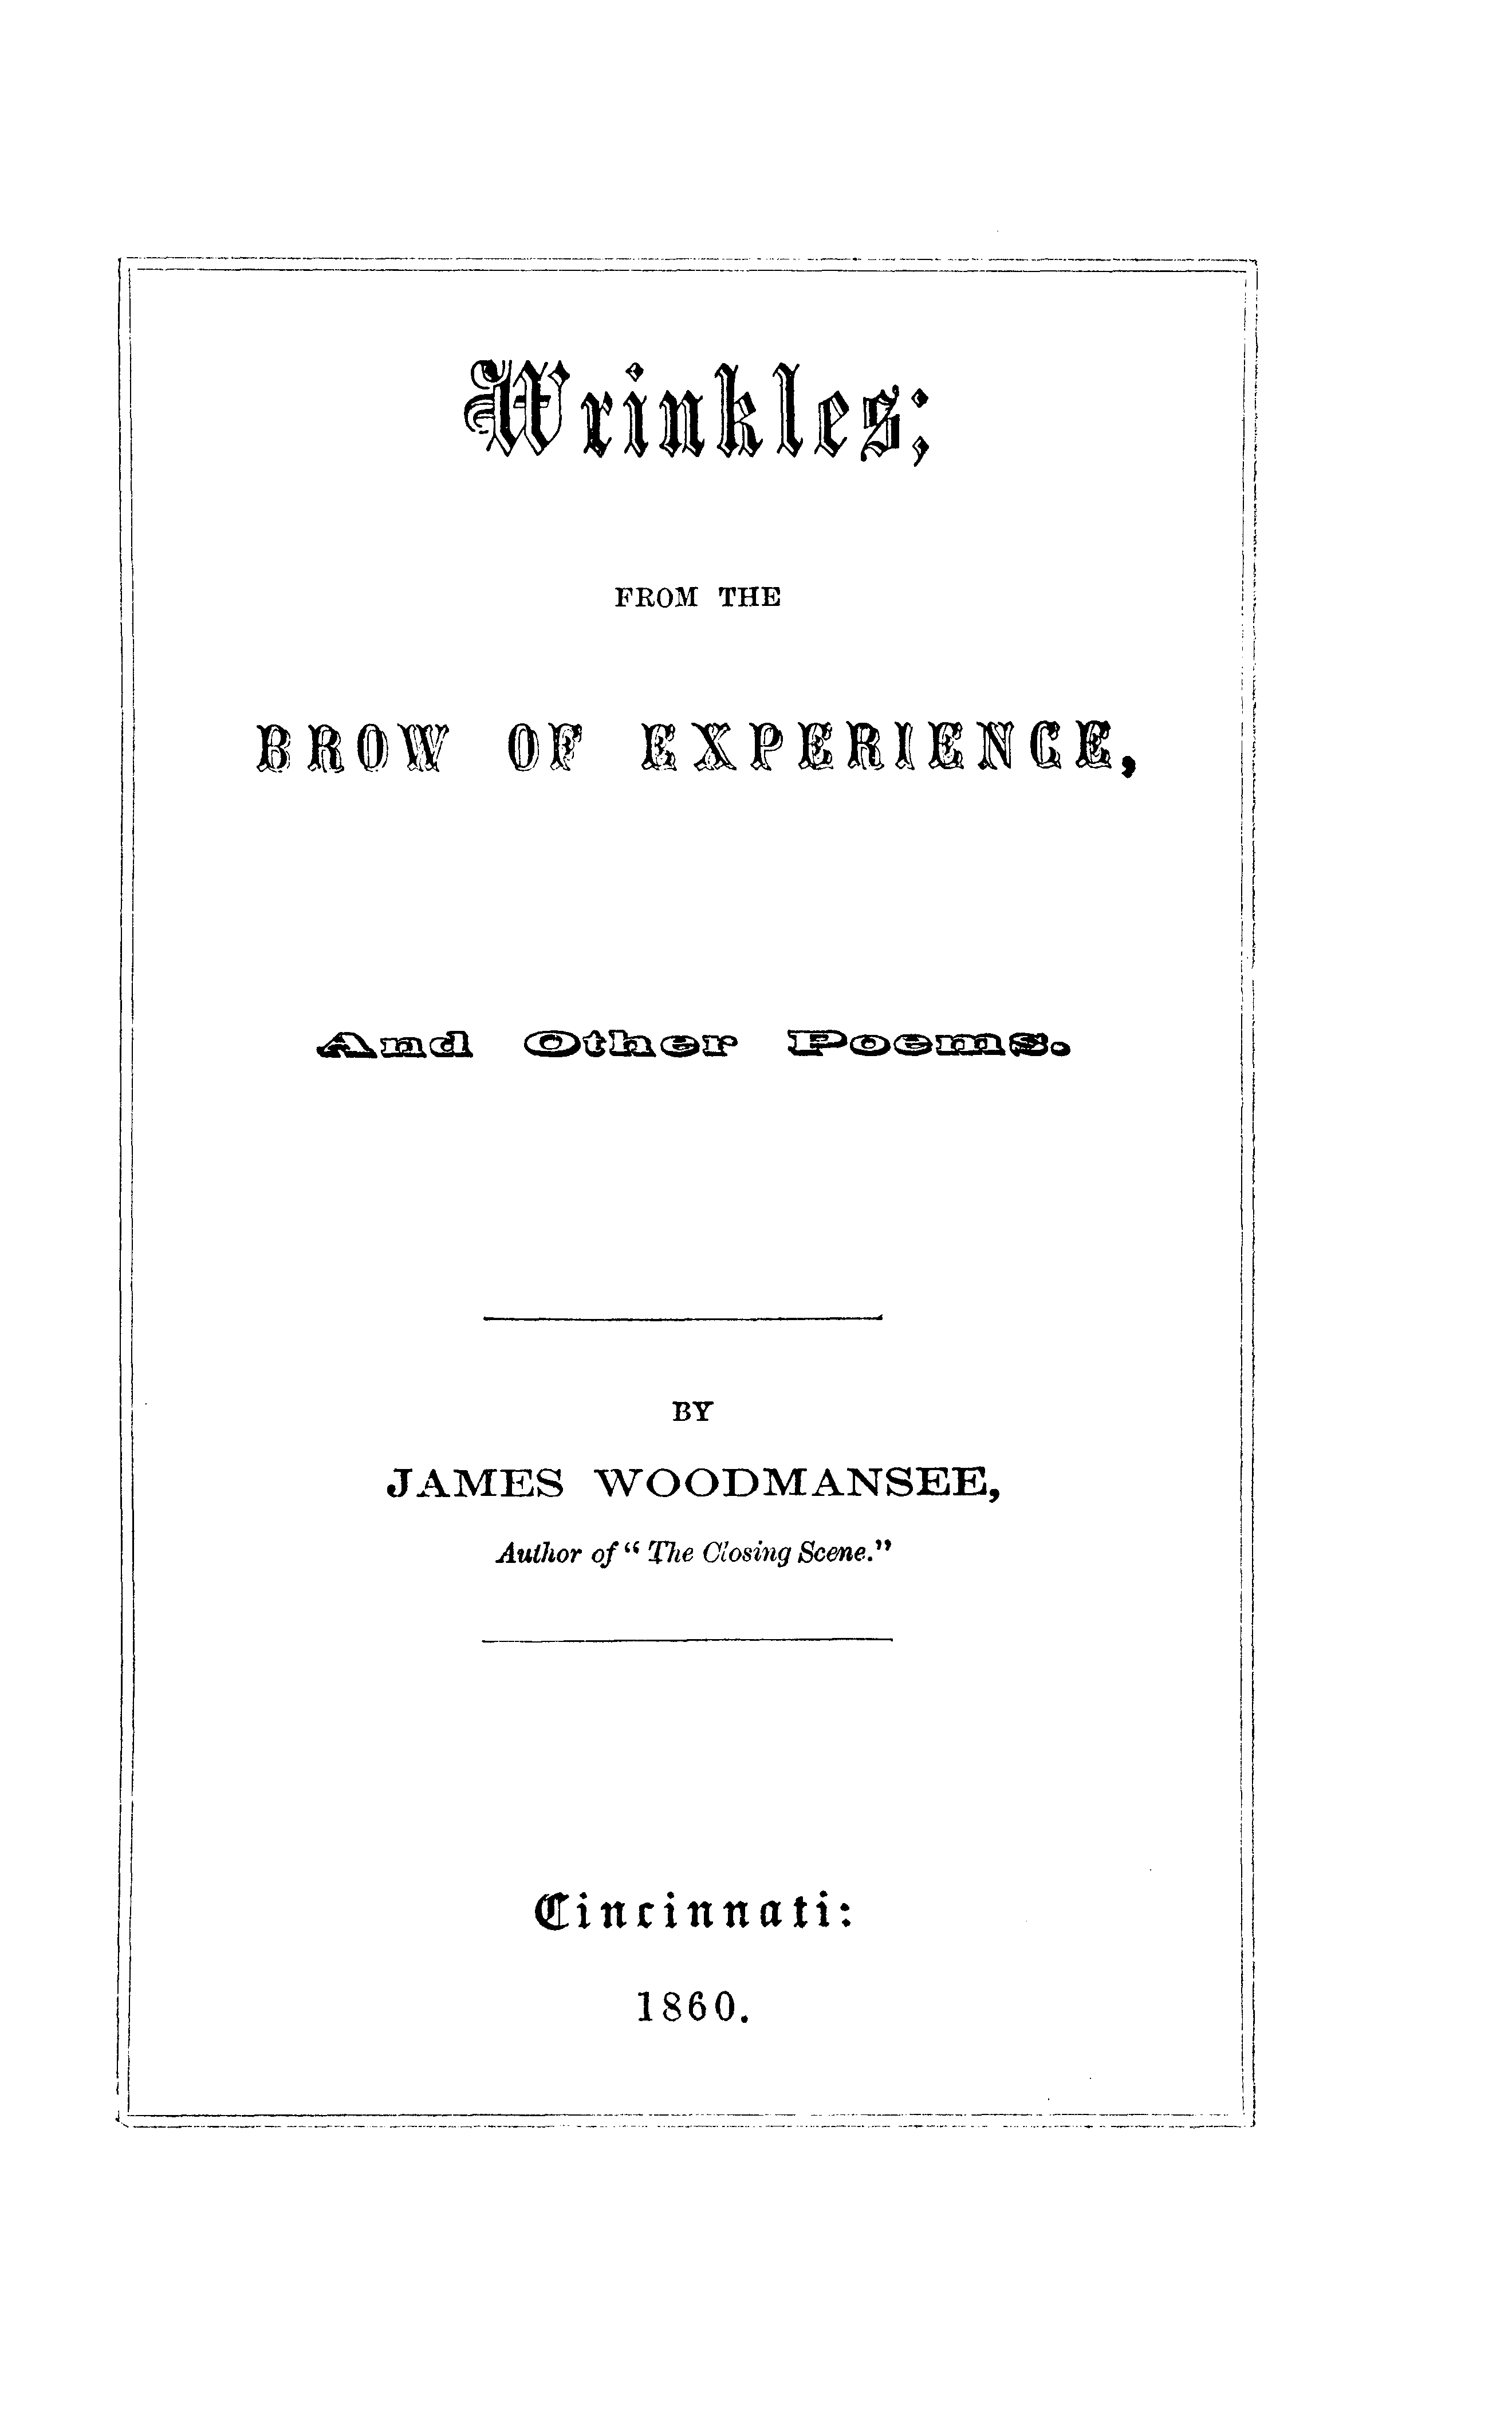 Wrinkles;
FROM THE
BROW OF EXPERIENCE,
And Other Poems.
BY
JAMES WOODMANSEE,
Author of “The Closing Scene.”
Cincinnati:
1860.